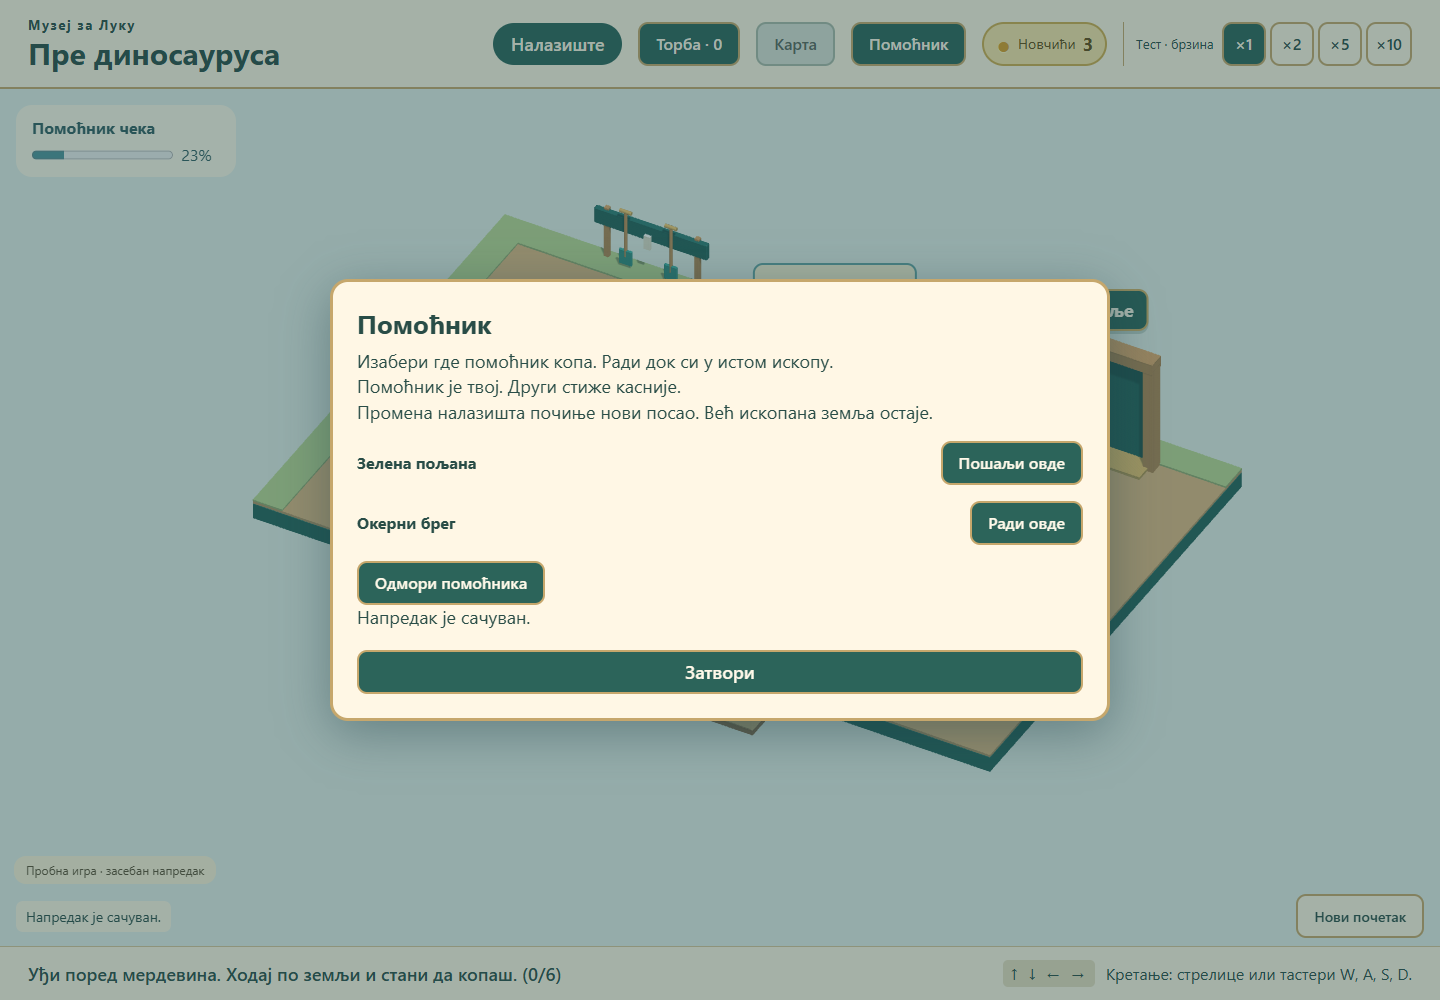 Музеј за Луку
Пре диносауруса
Налазиште
Торба · 0
Карта
Помоћник
Новчићи 3
Тест · брзина
×1
×2
×5
×10
Помоћник чека
23%
Помоћник
Изабери где помоћник копа. Ради док си у истом ископу.
Помоћник је твој. Други стиже касније.
Промена налазишта почиње нови посао. Већ ископана земља остаје.
Зелена пољана
Пошаљи овде
Окерни брег
Ради овде
Одмори помоћника
Напредак је сачуван.
Затвори
Пробна игра · засебан напредак
Напредак је сачуван.
Нови почетак
Уђи поред мердевина. Ходај по земљи и стани да копаш. (0/6)
↑ ↓ ← → Кретање: стрелице или тастери W, A, S, D.